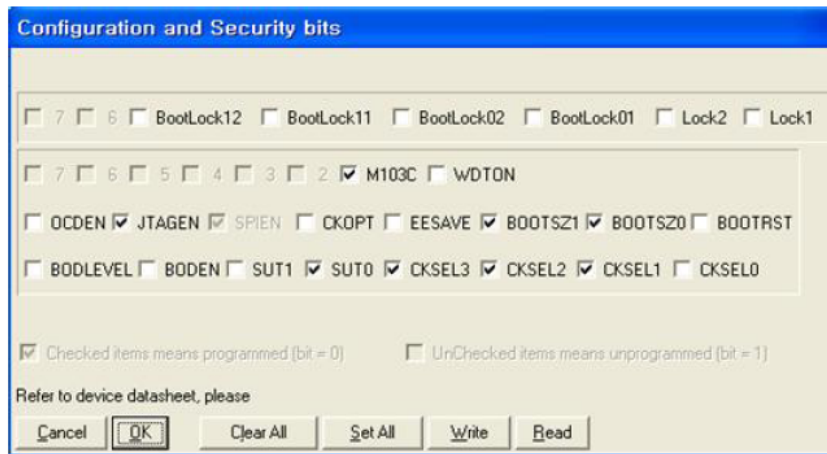 Configuration and Security bits
7 6 BootLock12 BootLock11 BootLock02 BootLock01 Lock2 Lock1
7 6 5 4 3 2 M103C WDTON
OCDEN JTAGEN SPIEN CKOPT EESAVE BOOTSZ1 BOOTSZ0 BOOTRST
BODLEVEL BODEN SUT1 SUT0 CKSEL3 CKSEL2 CKSEL1 CKSEL0
Checked items means programmed (bit = 0) UnChecked items means unprogrammed (bit = 1)
Refer to device datasheet, please
Cancel OK Clear All Set All Write Read